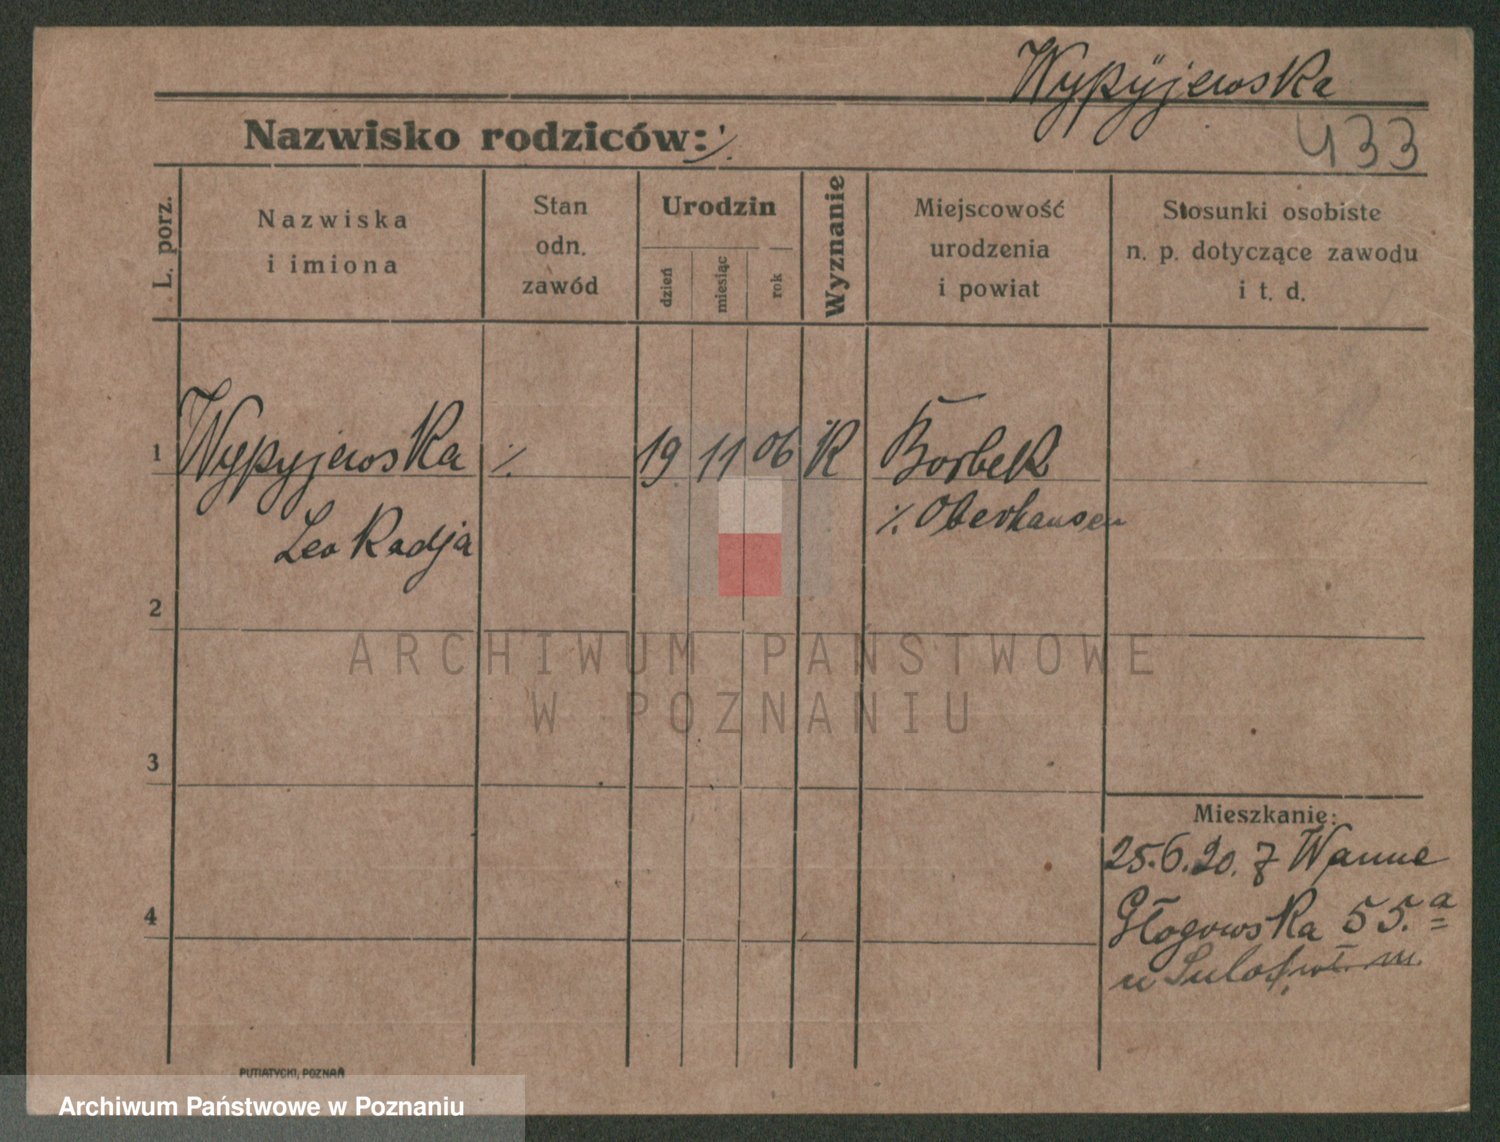 Wypÿjewska
Nazwisko rodziców: ./.
433
L. porz.
Nazwiska
i imiona
Stan
odn.
zawód
Urodzin
dzień
miesiąc
rok
Wyznanie
Miejscowość
urodzenia
i powiat
Stosunki osobiste
n. p. dotyczące zawodu
i t. d.
1 Wypyjewska ./. 19 11 06 K Borbek
Leokadja ./. Oberhausen
2
ARCHIWUM PAŃSTWOWE
W POZNANIU
3
Mieszkanie:
25.6.20. z Wanne
4
Głogowska 55.a
u
PUTIATYCKI, POZNAŃ
Archiwum Państwowe w Poznaniu